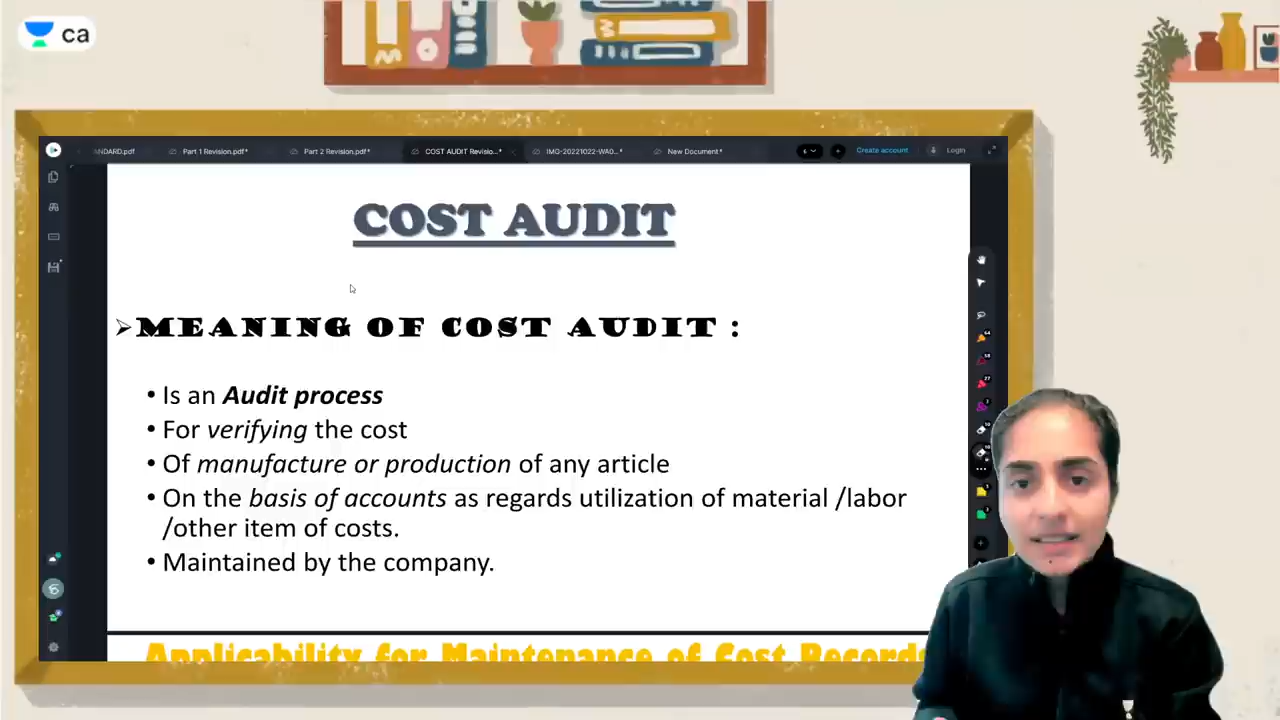 ca
ANDARD.pdf
Part 1 Revision.pdf*
Part 2 Revision.pdf*
COST AUDIT Revisio...*
IMG-20221022-WA0...*
New Document*
Create account
Login
COST AUDIT
➢MEANING OF COST AUDIT :
• Is an Audit process
• For verifying the cost
• Of manufacture or production of any article
• On the basis of accounts as regards utilization of material /labor
/other item of costs.
• Maintained by the company.
Applicability for Maintenance of Cost Records